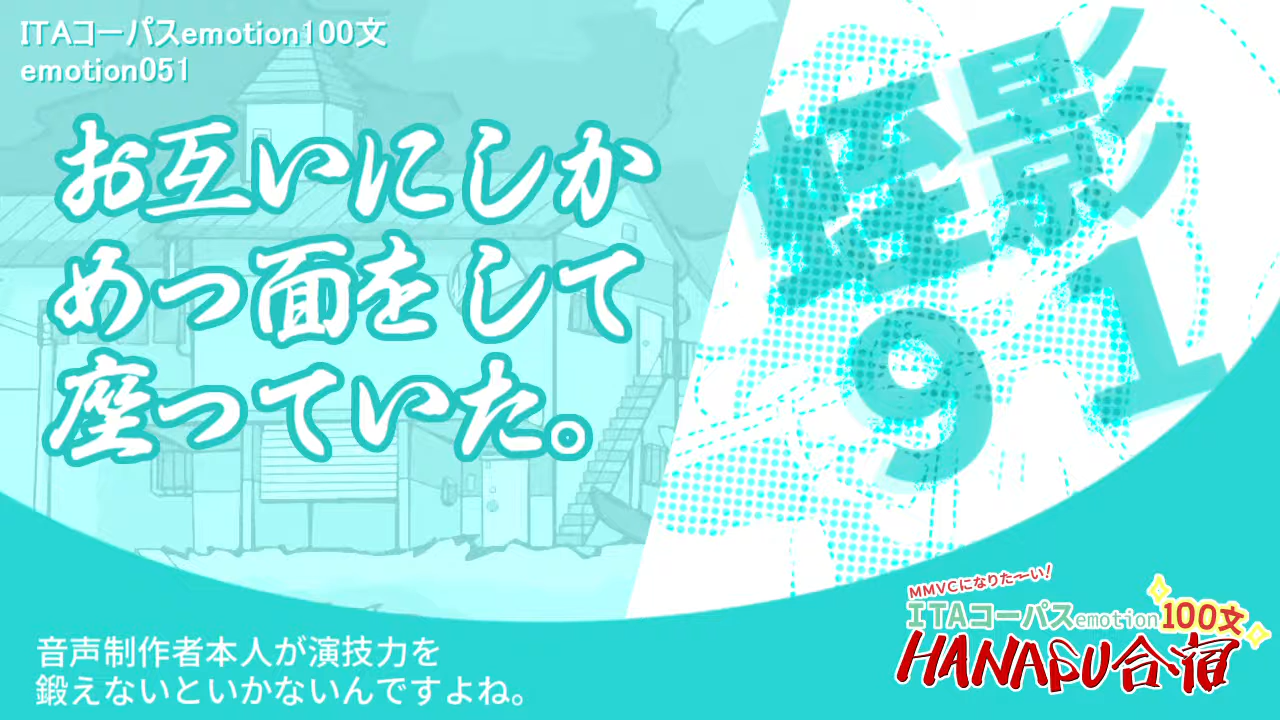 ITAコーパスemotion100文
emotion051
お互いにしか
めっ面をして
座っていた。
影
91
音声制作者本人が演技力を
鍛えないといかないんですよね。
MMVCになりた～い!
ITAコーパスemotion100文
HANASU合宿